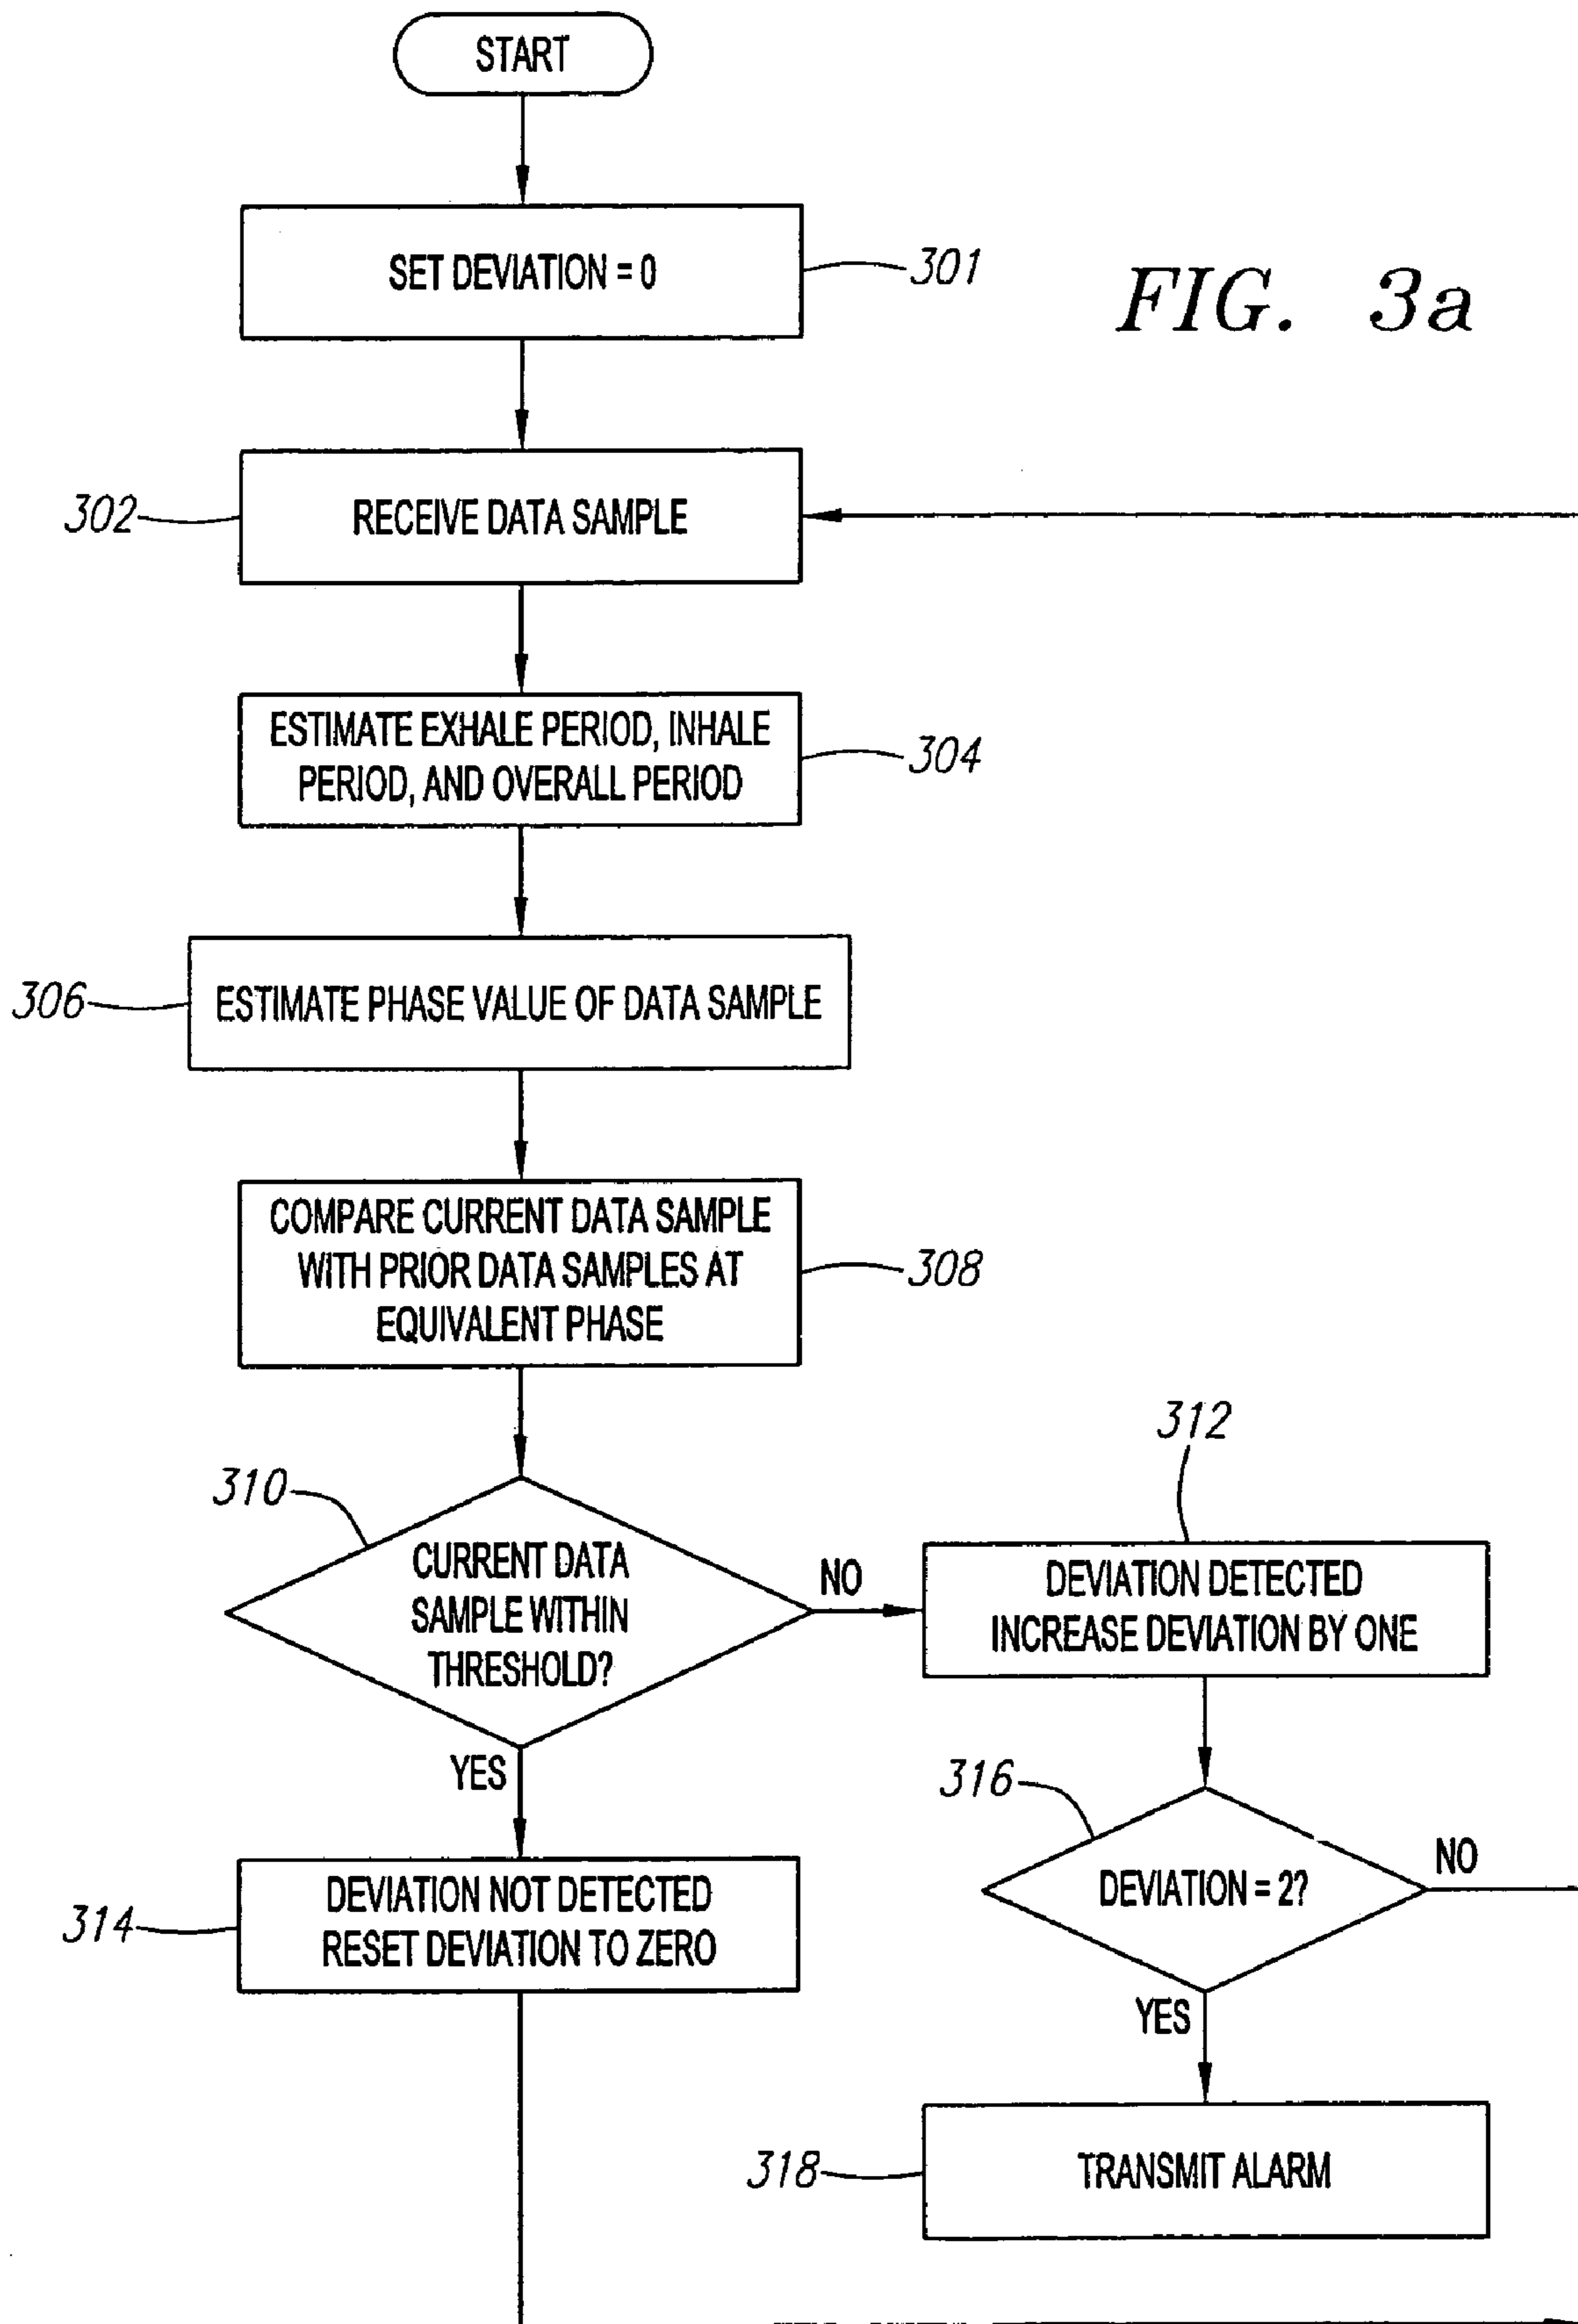 START
SET DEVIATION = 0
301
FIG. 3a
302
RECEIVE DATA SAMPLE
ESTIMATE EXHALE PERIOD, INHALE
PERIOD, AND OVERALL PERIOD
304
306
ESTIMATE PHASE VALUE OF DATA SAMPLE
COMPARE CURRENT DATA SAMPLE
WITH PRIOR DATA SAMPLES AT
EQUIVALENT PHASE
308
310
CURRENT DATA
SAMPLE WITHIN
THRESHOLD?
NO
312
DEVIATION DETECTED
INCREASE DEVIATION BY ONE
YES
316
DEVIATION = 2?
NO
314
DEVIATION NOT DETECTED
RESET DEVIATION TO ZERO
YES
318
TRANSMIT ALARM